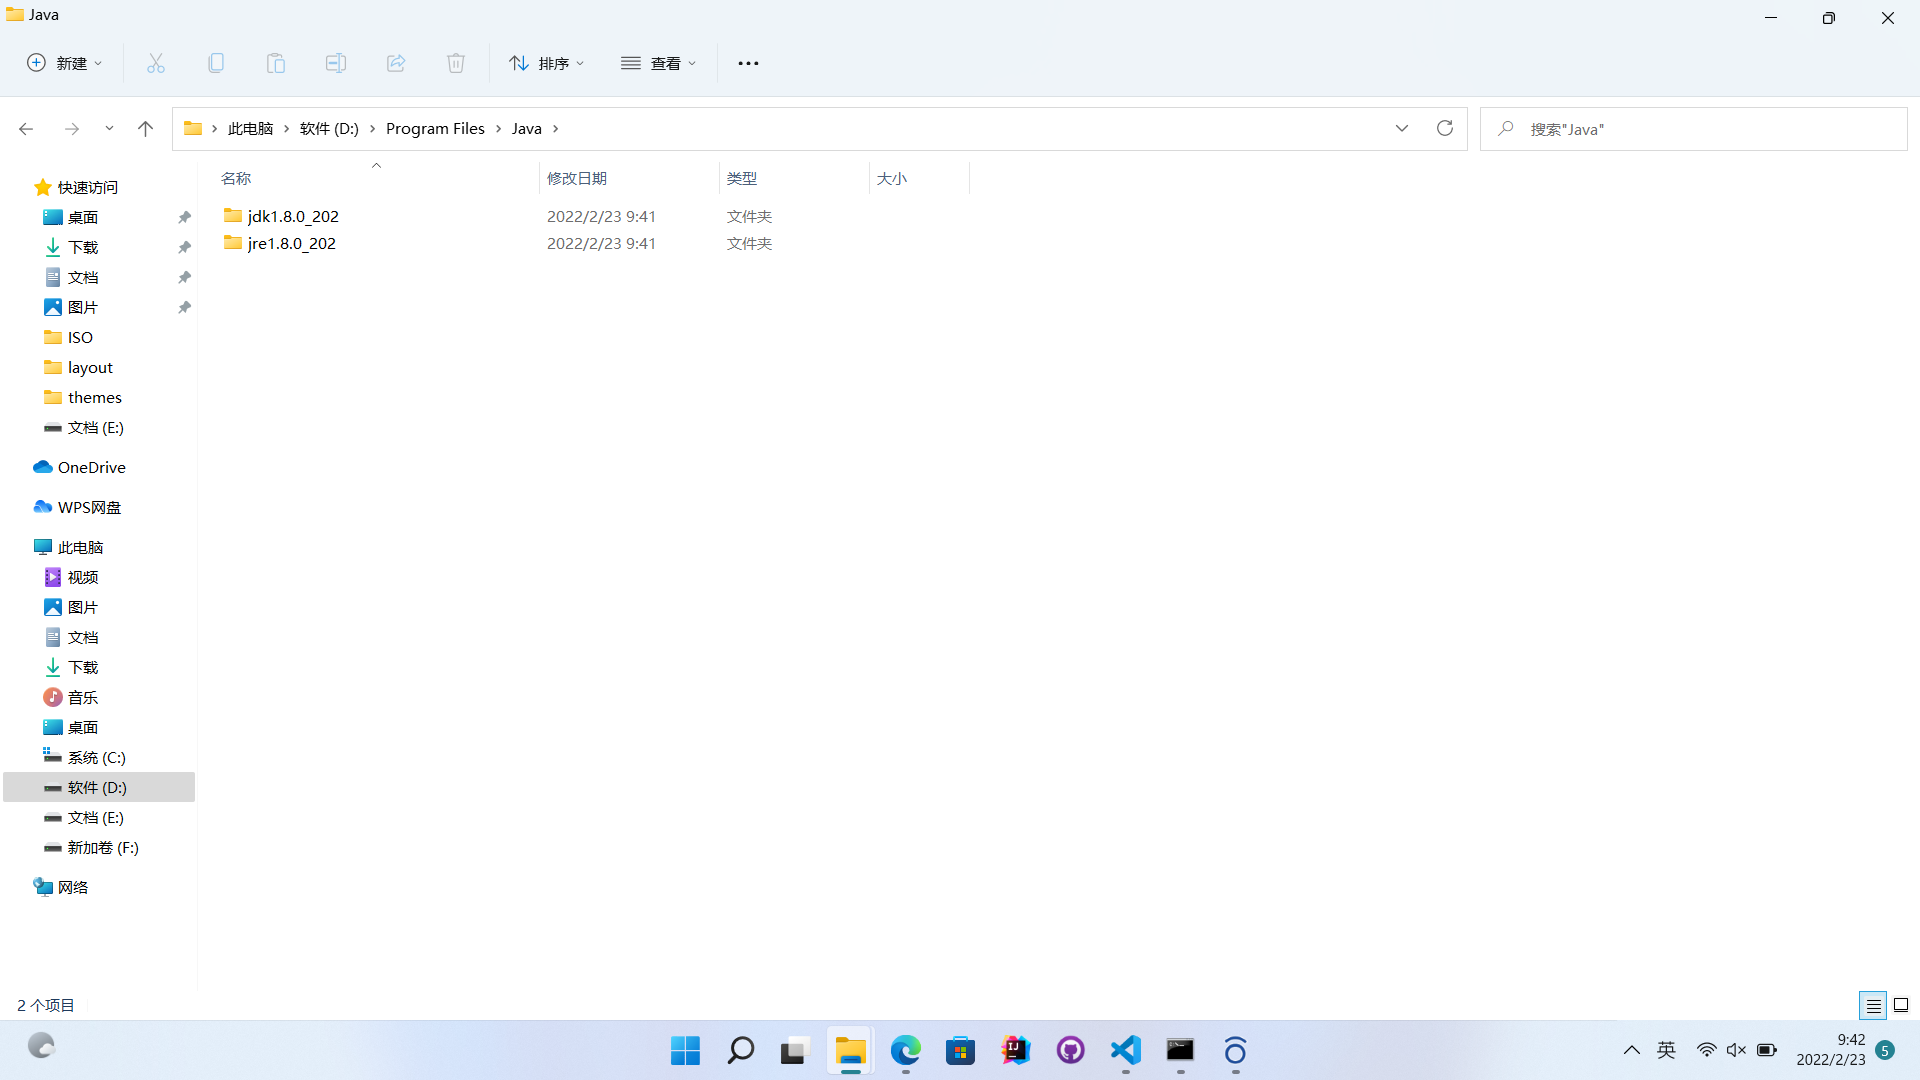 Java
新建
排序
查看
此电脑 软件 (D:) Program Files Java
搜索"Java"
名称 修改日期 类型 大小
jdk1.8.0_202 2022/2/23 9:41 文件夹
jre1.8.0_202 2022/2/23 9:41 文件夹
快速访问
桌面
下载
文档
图片
ISO
layout
themes
文档 (E:)
OneDrive
WPS网盘
此电脑
视频
图片
文档
下载
音乐
桌面
系统 (C:)
软件 (D:)
文档 (E:)
新加卷 (F:)
网络
2 个项目
IJ
英
9:42
2022/2/23
5